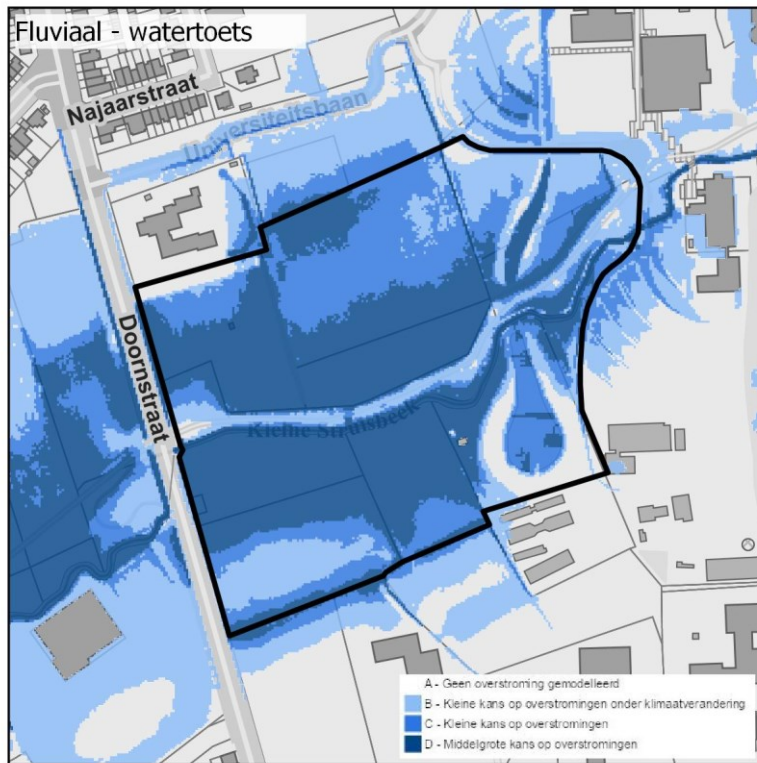 Fluviaal - watertoets
Najaarstraat
Universiteitsbaan
Doornstraat
Kleine Struisbeek
A - Geen overstroming gemodelleerd
B - Kleine kans op overstromingen onder klimaatverandering
C - Kleine kans op overstromingen
D - Middelgrote kans op overstromingen